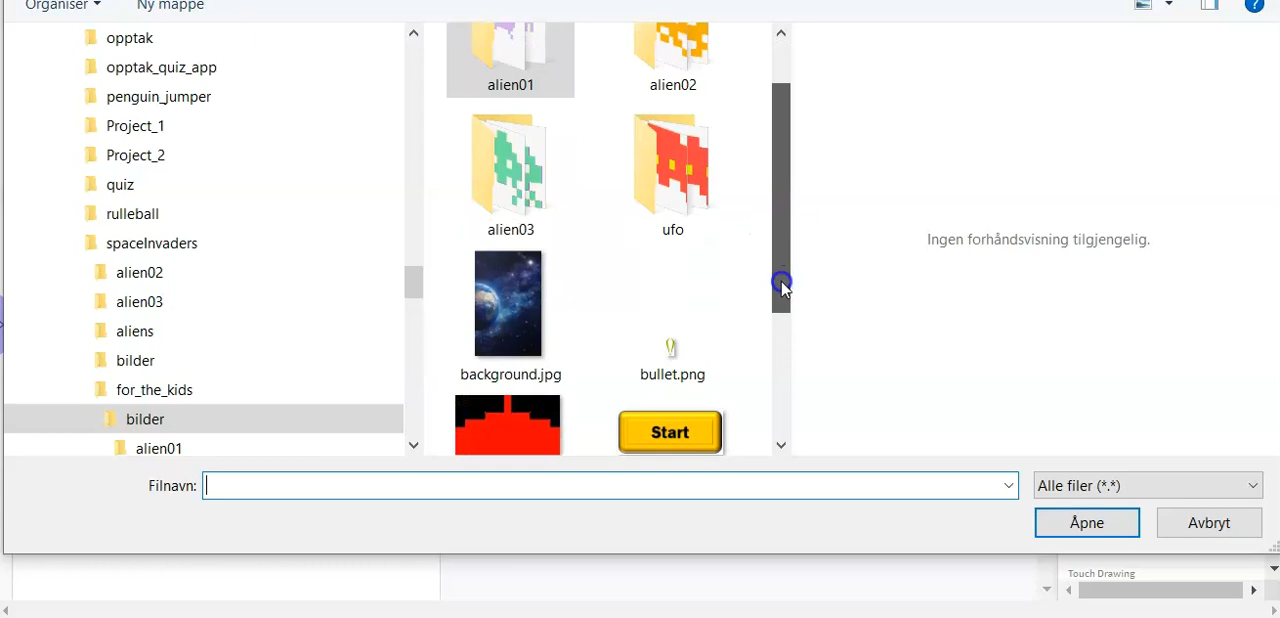 Organiser
Ny mappe
opptak
opptak_quiz_app
penguin_jumper
Project_1
Project_2
quiz
rulleball
spaceInvaders
alien02
alien03
aliens
bilder
for_the_kids
bilder
alien01
alien01
alien02
alien03
ufo
background.jpg
bullet.png
Start
Ingen forhåndsvisning tilgjengelig.
Filnavn:
Alle filer (*.*)
Åpne
Avbryt
Touch Drawing